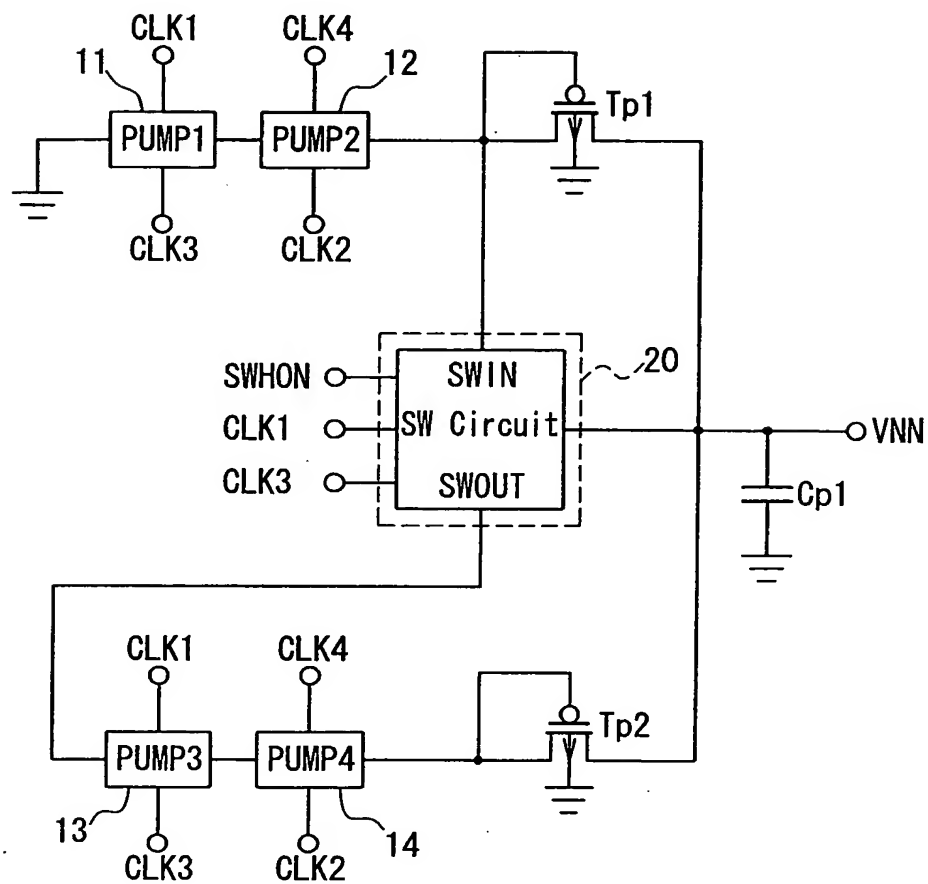 CLK1 CLK4
11 12
Tp1
PUMP1 PUMP2
CLK3 CLK2
SWHON SWIN 20
CLK1 SW Circuit VNN
CLK3 SWOUT Cp1
CLK1 CLK4
Tp2
PUMP3 PUMP4
13 14
CLK3 CLK2